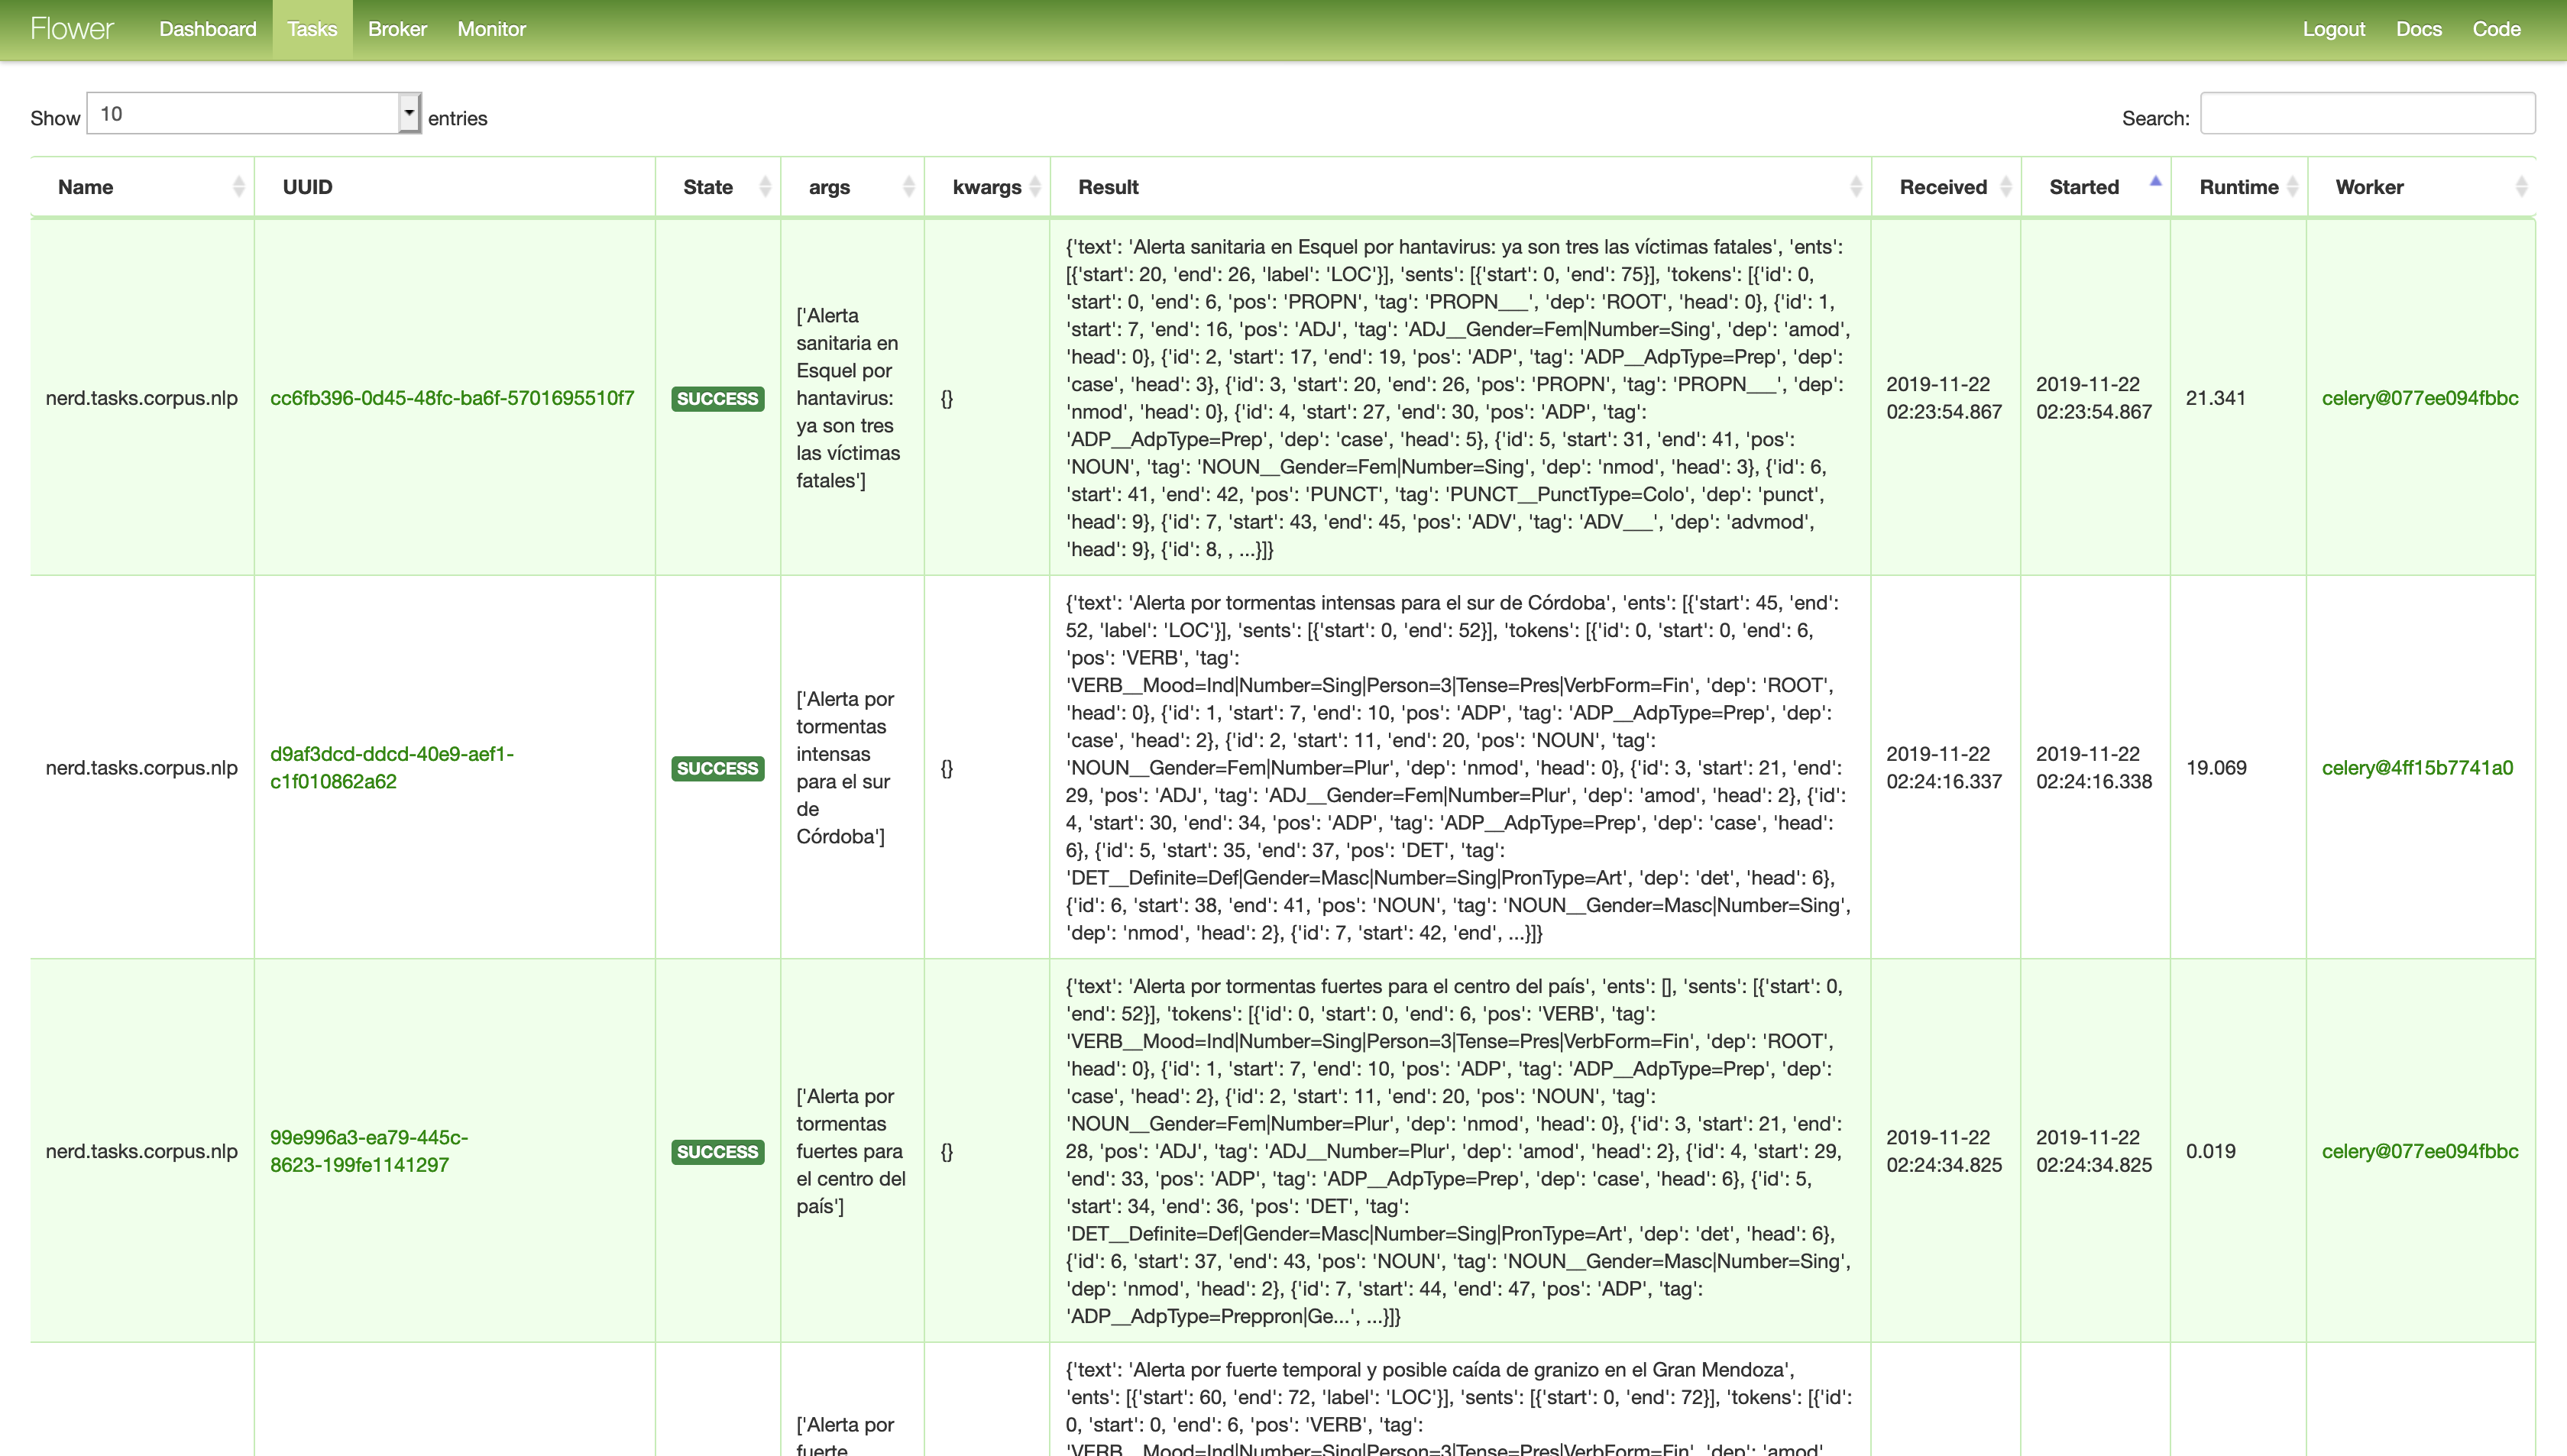 Flower Dashboard Tasks Broker Monitor Logout Docs Code
Show 10 entries Search:
Name UUID State args kwargs Result Received Started Runtime Worker
nerd.tasks.corpus.nlp
cc6fb396-0d45-48fc-ba6f-5701695510f7
SUCCESS
['Alerta
sanitaria en
Esquel por
hantavirus:
ya son tres
las víctimas
fatales']
{}
{'text': 'Alerta sanitaria en Esquel por hantavirus: ya son tres las víctimas fatales', 'ents':
[{'start': 20, 'end': 26, 'label': 'LOC'}], 'sents': [{'start': 0, 'end': 75}], 'tokens': [{'id': 0,
'start': 0, 'end': 6, 'pos': 'PROPN', 'tag': 'PROPN___', 'dep': 'ROOT', 'head': 0}, {'id': 1,
'start': 7, 'end': 16, 'pos': 'ADJ', 'tag': 'ADJ__Gender=Fem|Number=Sing', 'dep': 'amod',
'head': 0}, {'id': 2, 'start': 17, 'end': 19, 'pos': 'ADP', 'tag': 'ADP__AdpType=Prep', 'dep':
'case', 'head': 3}, {'id': 3, 'start': 20, 'end': 26, 'pos': 'PROPN', 'tag': 'PROPN___', 'dep':
'nmod', 'head': 0}, {'id': 4, 'start': 27, 'end': 30, 'pos': 'ADP', 'tag':
'ADP__AdpType=Prep', 'dep': 'case', 'head': 5}, {'id': 5, 'start': 31, 'end': 41, 'pos':
'NOUN', 'tag': 'NOUN__Gender=Fem|Number=Sing', 'dep': 'nmod', 'head': 3}, {'id': 6,
'start': 41, 'end': 42, 'pos': 'PUNCT', 'tag': 'PUNCT__PunctType=Colo', 'dep': 'punct',
'head': 9}, {'id': 7, 'start': 43, 'end': 45, 'pos': 'ADV', 'tag': 'ADV___', 'dep': 'advmod',
'head': 9}, {'id': 8, , ...}]}
2019-11-22
02:23:54.867
2019-11-22
02:23:54.867
21.341
celery@077ee094fbbc
nerd.tasks.corpus.nlp
d9af3dcd-ddcd-40e9-aef1-
c1f010862a62
SUCCESS
['Alerta por
tormentas
intensas
para el sur
de
Córdoba']
{}
{'text': 'Alerta por tormentas intensas para el sur de Córdoba', 'ents': [{'start': 45, 'end':
52, 'label': 'LOC'}], 'sents': [{'start': 0, 'end': 52}], 'tokens': [{'id': 0, 'start': 0, 'end': 6,
'pos': 'VERB', 'tag':
'VERB__Mood=Ind|Number=Sing|Person=3|Tense=Pres|VerbForm=Fin', 'dep': 'ROOT',
'head': 0}, {'id': 1, 'start': 7, 'end': 10, 'pos': 'ADP', 'tag': 'ADP__AdpType=Prep', 'dep':
'case', 'head': 2}, {'id': 2, 'start': 11, 'end': 20, 'pos': 'NOUN', 'tag':
'NOUN__Gender=Fem|Number=Plur', 'dep': 'nmod', 'head': 0}, {'id': 3, 'start': 21, 'end':
29, 'pos': 'ADJ', 'tag': 'ADJ__Gender=Fem|Number=Plur', 'dep': 'amod', 'head': 2}, {'id':
4, 'start': 30, 'end': 34, 'pos': 'ADP', 'tag': 'ADP__AdpType=Prep', 'dep': 'case', 'head':
6}, {'id': 5, 'start': 35, 'end': 37, 'pos': 'DET', 'tag':
'DET__Definite=Def|Gender=Masc|Number=Sing|PronType=Art', 'dep': 'det', 'head': 6},
{'id': 6, 'start': 38, 'end': 41, 'pos': 'NOUN', 'tag': 'NOUN__Gender=Masc|Number=Sing',
'dep': 'nmod', 'head': 2}, {'id': 7, 'start': 42, 'end', ...}]}
2019-11-22
02:24:16.337
2019-11-22
02:24:16.338
19.069
celery@4ff15b7741a0
nerd.tasks.corpus.nlp
99e996a3-ea79-445c-
8623-199fe1141297
SUCCESS
['Alerta por
tormentas
fuertes para
el centro del
país']
{}
{'text': 'Alerta por tormentas fuertes para el centro del país', 'ents': [], 'sents': [{'start': 0,
'end': 52}], 'tokens': [{'id': 0, 'start': 0, 'end': 6, 'pos': 'VERB', 'tag':
'VERB__Mood=Ind|Number=Sing|Person=3|Tense=Pres|VerbForm=Fin', 'dep': 'ROOT',
'head': 0}, {'id': 1, 'start': 7, 'end': 10, 'pos': 'ADP', 'tag': 'ADP__AdpType=Prep', 'dep':
'case', 'head': 2}, {'id': 2, 'start': 11, 'end': 20, 'pos': 'NOUN', 'tag':
'NOUN__Gender=Fem|Number=Plur', 'dep': 'nmod', 'head': 0}, {'id': 3, 'start': 21, 'end':
28, 'pos': 'ADJ', 'tag': 'ADJ__Number=Plur', 'dep': 'amod', 'head': 2}, {'id': 4, 'start': 29,
'end': 33, 'pos': 'ADP', 'tag': 'ADP__AdpType=Prep', 'dep': 'case', 'head': 6}, {'id': 5,
'start': 34, 'end': 36, 'pos': 'DET', 'tag':
'DET__Definite=Def|Gender=Masc|Number=Sing|PronType=Art', 'dep': 'det', 'head': 6},
{'id': 6, 'start': 37, 'end': 43, 'pos': 'NOUN', 'tag': 'NOUN__Gender=Masc|Number=Sing',
'dep': 'nmod', 'head': 2}, {'id': 7, 'start': 44, 'end': 47, 'pos': 'ADP', 'tag':
'ADP__AdpType=Preppron|Ge...', ...}]}
2019-11-22
02:24:34.825
2019-11-22
02:24:34.825
0.019
celery@077ee094fbbc
['Alerta por
fuerte
{'text': 'Alerta por fuerte temporal y posible caída de granizo en el Gran Mendoza',
'ents': [{'start': 60, 'end': 72, 'label': 'LOC'}], 'sents': [{'start': 0, 'end': 72}], 'tokens': [{'id':
0, 'start': 0, 'end': 6, 'pos': 'VERB', 'tag':
'VERB__Mood=Ind|Number=Sing|Person=3|Tense=Pres|VerbForm=Fin', 'dep': 'amod'